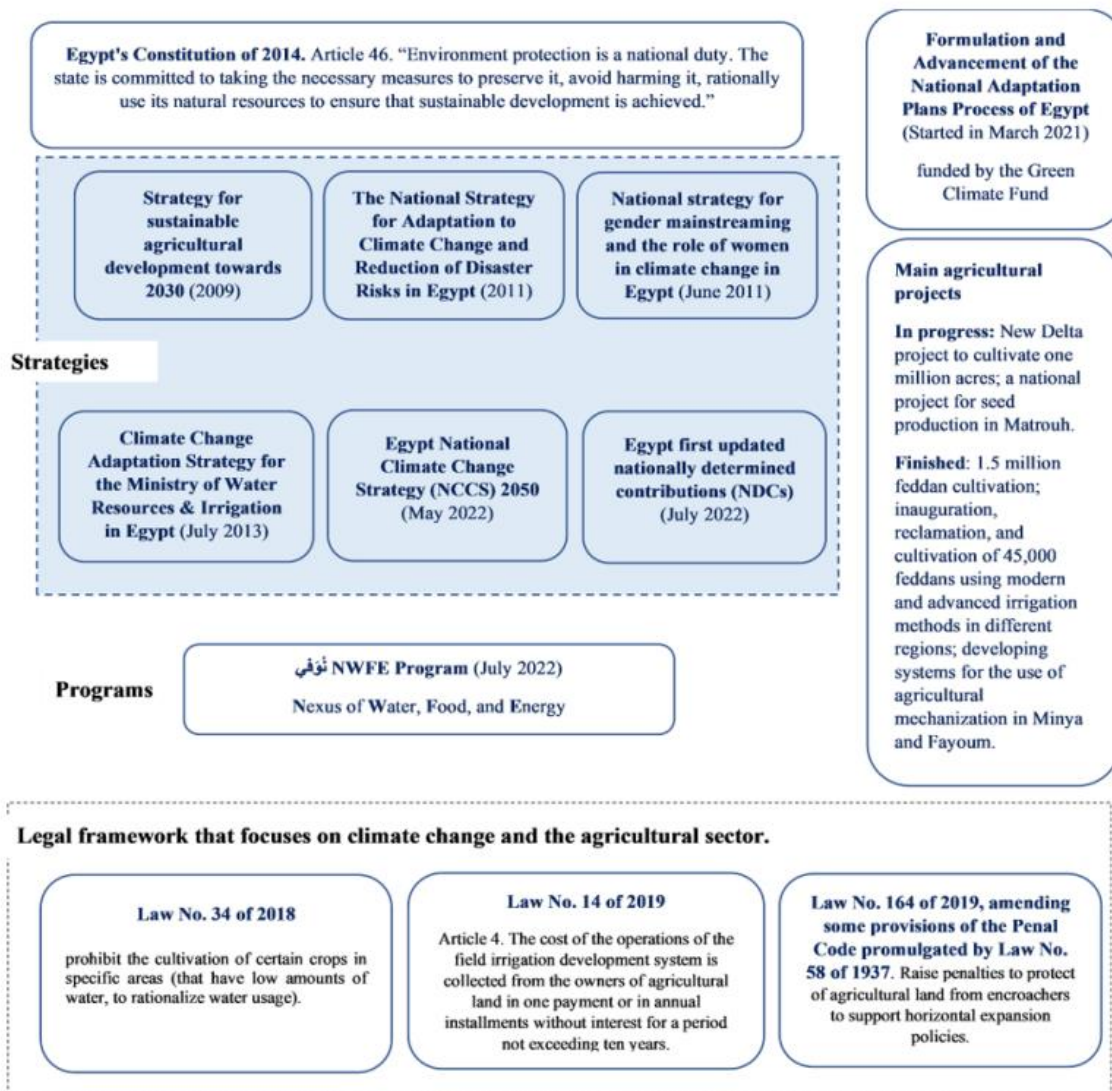 Egypt's Constitution of 2014. Article 46. “Environment protection is a national duty. The
state is committed to taking the necessary measures to preserve it, avoid harming it, rationally
use its natural resources to ensure that sustainable development is achieved.”
Formulation and
Advancement of the
National Adaptation
Plans Process of Egypt
(Started in March 2021)
funded by the Green
Climate Fund
Strategies
Strategy for
sustainable
agricultural
development towards
2030 (2009)
The National Strategy
for Adaptation to
Climate Change and
Reduction of Disaster
Risks in Egypt (2011)
National strategy for
gender mainstreaming
and the role of women
in climate change in
Egypt (June 2011)
Climate Change
Adaptation Strategy for
the Ministry of Water
Resources & Irrigation
in Egypt (July 2013)
Egypt National
Climate Change
Strategy (NCCS) 2050
(May 2022)
Egypt first updated
nationally determined
contributions (NDCs)
(July 2022)
Main agricultural
projects
In progress: New Delta
project to cultivate one
million acres; a national
project for seed
production in Matrouh.
Finished: 1.5 million
feddan cultivation;
inauguration,
reclamation, and
cultivation of 45,000
feddans using modern
and advanced irrigation
methods in different
regions; developing
systems for the use of
agricultural
mechanization in Minya
and Fayoum.
Programs
نُوَفِّي NWFE Program (July 2022)
Nexus of Water, Food, and Energy
Legal framework that focuses on climate change and the agricultural sector.
Law No. 34 of 2018
prohibit the cultivation of certain crops in
specific areas (that have low amounts of
water, to rationalize water usage).
Law No. 14 of 2019
Article 4. The cost of the operations of the
field irrigation development system is
collected from the owners of agricultural
land in one payment or in annual
installments without interest for a period
not exceeding ten years.
Law No. 164 of 2019, amending
some provisions of the Penal
Code promulgated by Law No.
58 of 1937. Raise penalties to protect
of agricultural land from encroachers
to support horizontal expansion
policies.